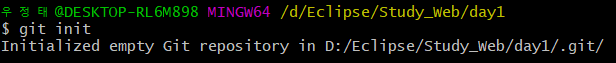 우정태@DESKTOP-RL6M898 MINGW64 /d/Eclipse/Study_Web/day1
$ git init
Initialized empty Git repository in D:/Eclipse/Study_Web/day1/.git/